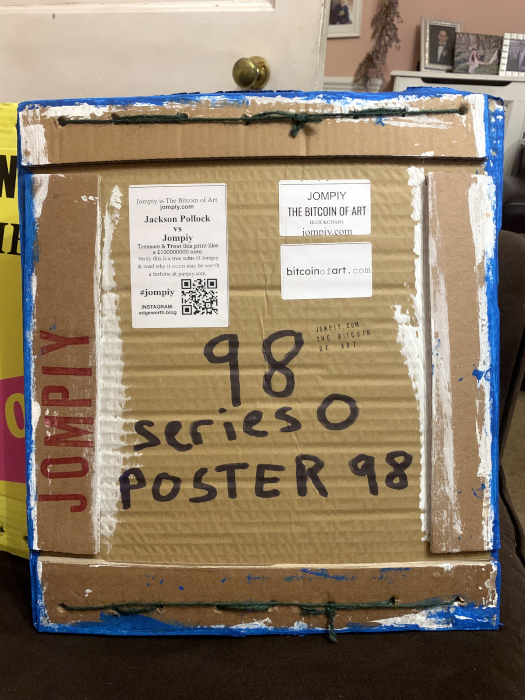 Jompiy is The Bitcoin of Art
jompiy.com
Jackson Pollock
vs
Jompiy
Treasure & Treat this print like
a £100000000 note.
Verify this is a true satto O Jompiy
& read why it soon may be worth
a fortune at jompiy.com.
#jompiy
INSTAGRAM
edgeworth.blog
JOMPIY
THE BITCOIN OF ART
BLOCKCHAIN
jompiy.com
bitcoinofart.com
JOMPIY.COM
THE BITCOIN
OF ART
JOMPIY
98
series O
POSTER 98